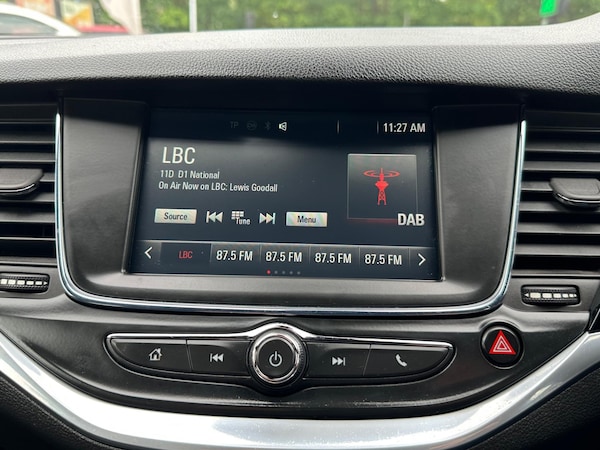 TP
11:27 AM
LBC
11D D1 National
On Air Now on LBC: Lewis Goodall
Source
Tune
Menu
DAB
LBC 87.5 FM 87.5 FM 87.5 FM 87.5 FM